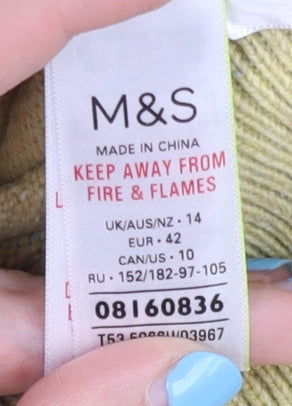 M&S
MADE IN CHINA
KEEP AWAY FROM
FIRE & FLAMES
UK/AUS/NZ • 14
EUR • 42
CAN/US • 10
RU • 152/182-97-105
08160836